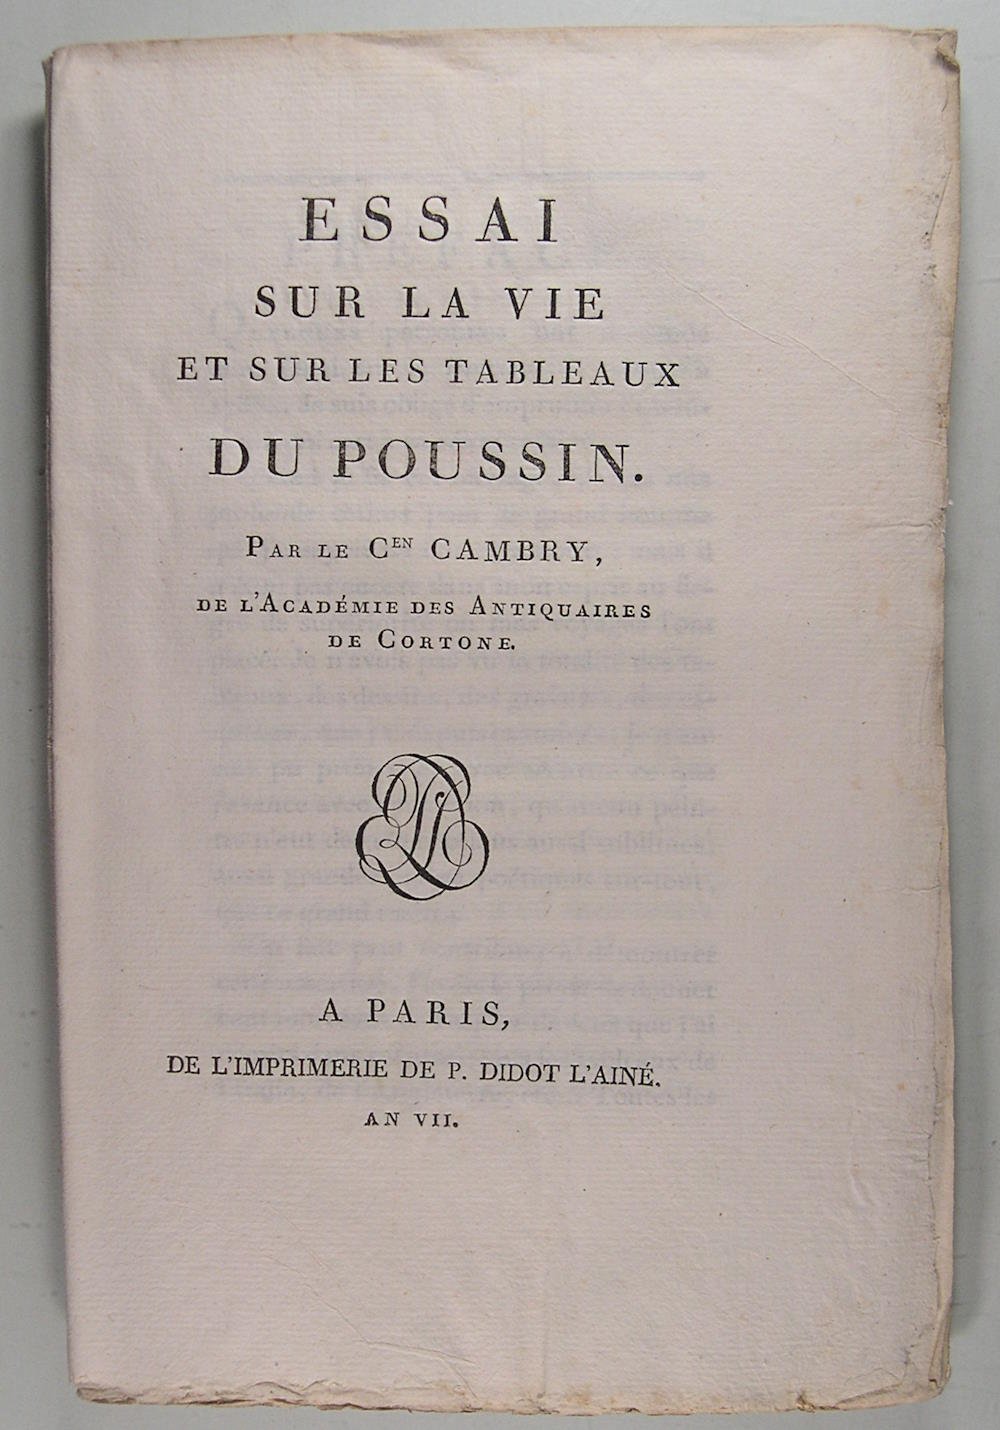 ESSAI
SUR LA VIE
ET SUR LES TABLEAUX
DU POUSSIN.
PAR LE CEN CAMBRY,
DE L'ACADÉMIE DES ANTIQUAIRES
DE CORTONE.
A PARIS,
DE L'IMPRIMERIE DE P. DIDOT L'AINÉ.
AN VII.